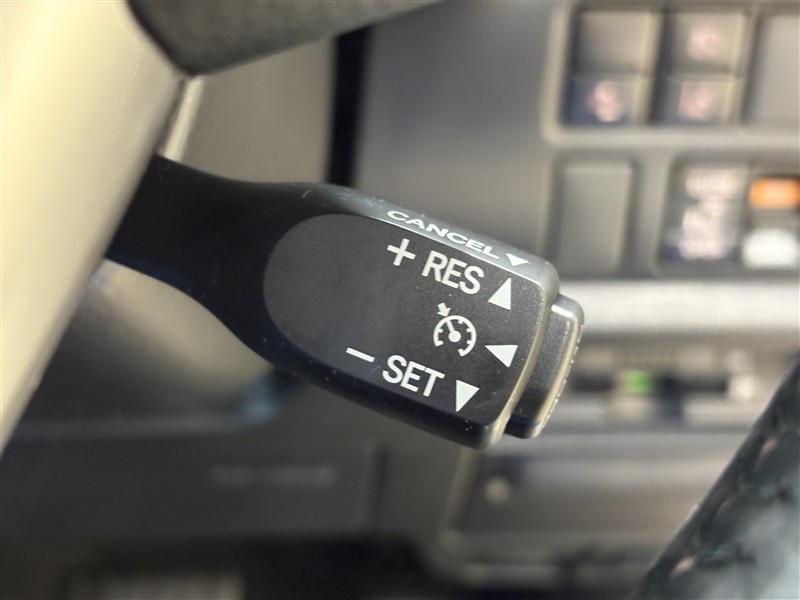 CANCEL ▼
+ RES ▲
◀
− SET ▼